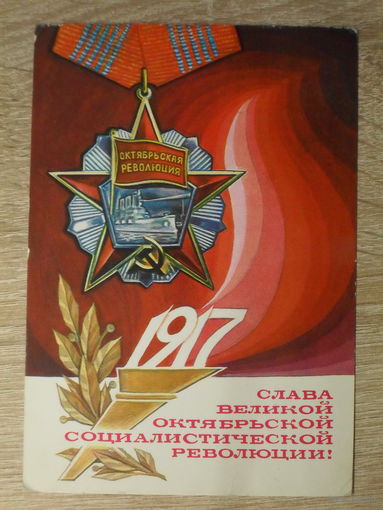 ОКТЯБРЬСКАЯ
РЕВОЛЮЦИЯ
1917
СЛАВА
ВЕЛИКОЙ
ОКТЯБРЬСКОЙ
СОЦИАЛИСТИЧЕСКОЙ
РЕВОЛЮЦИИ!